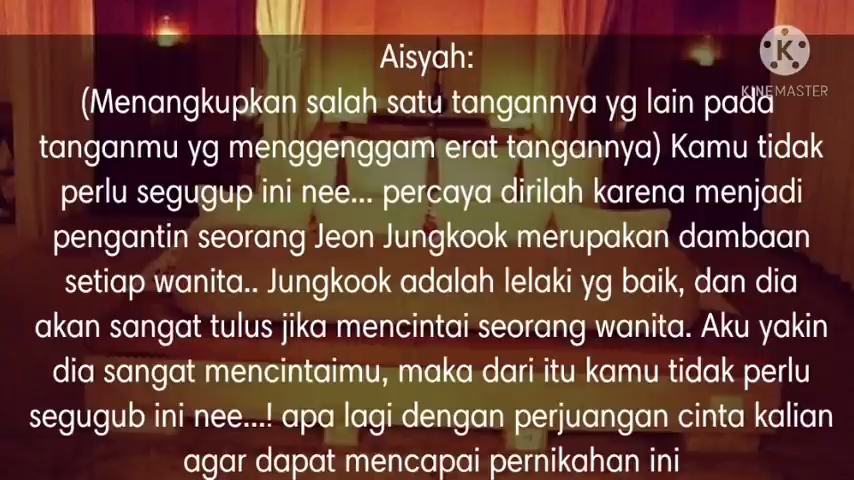 Aisyah:
(Menangkupkan salah satu tangannya yg lain pada
tanganmu yg menggenggam erat tangannya) Kamu tidak
perlu segugup ini nee... percaya dirilah karena menjadi
pengantin seorang Jeon Jungkook merupakan dambaan
setiap wanita.. Jungkook adalah lelaki yg baik, dan dia
akan sangat tulus jika mencintai seorang wanita. Aku yakin
dia sangat mencintaimu, maka dari itu kamu tidak perlu
segugub ini nee...! apa lagi dengan perjuangan cinta kalian
agar dapat mencapai pernikahan ini
K
KINEMASTER